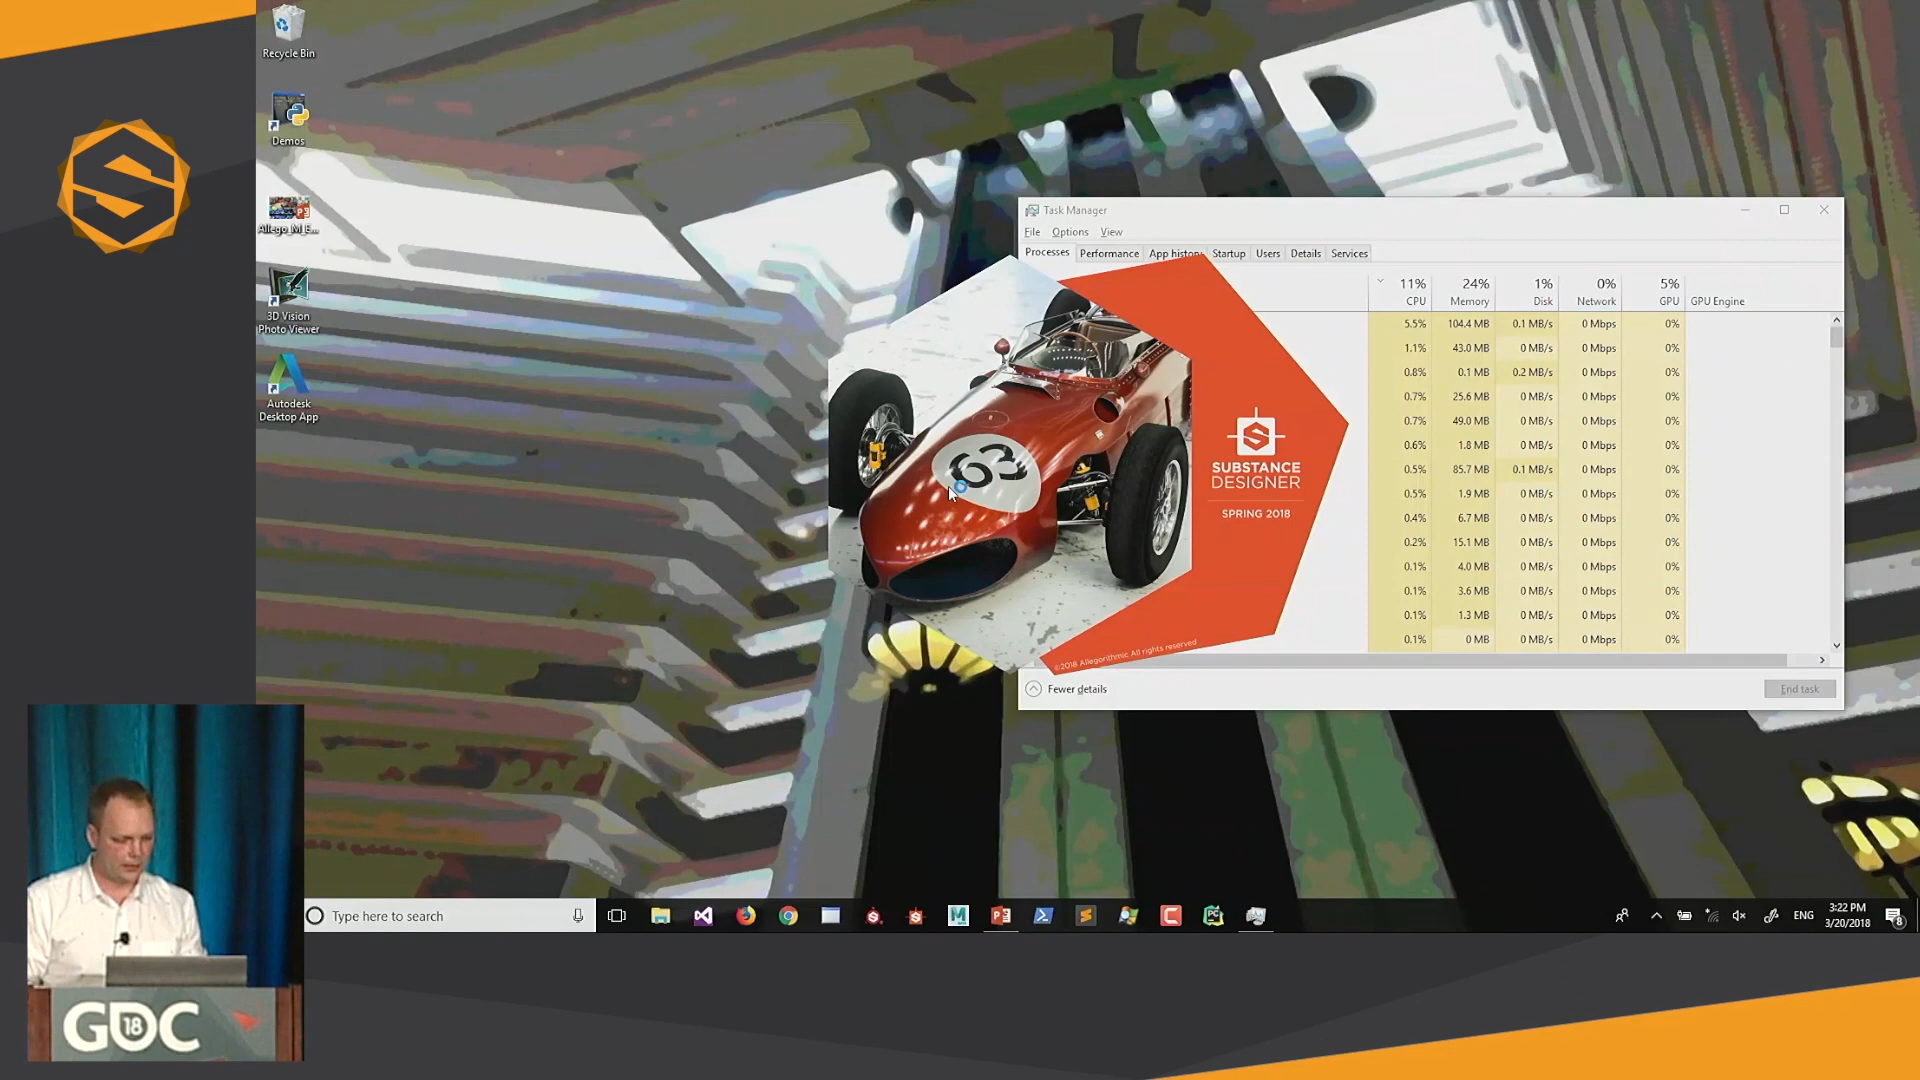 Recycle Bin
Demos
Allego_M_E...
3D Vision
Photo Viewer
Autodesk
Desktop App
Task Manager
File Options View
Processes Performance App history Startup Users Details Services
11% 24% 1% 0% 5%
CPU Memory Disk Network GPU GPU Engine
5.5% 104.4 MB 0.1 MB/s 0 Mbps 0%
1.1% 43.0 MB 0 MB/s 0 Mbps 0%
0.8% 0.1 MB 0.2 MB/s 0 Mbps 0%
0.7% 25.6 MB 0 MB/s 0 Mbps 0%
0.7% 49.0 MB 0 MB/s 0 Mbps 0%
0.6% 1.8 MB 0 MB/s 0 Mbps 0%
0.5% 85.7 MB 0.1 MB/s 0 Mbps 0%
0.5% 1.9 MB 0 MB/s 0 Mbps 0%
0.4% 6.7 MB 0 MB/s 0 Mbps 0%
0.2% 15.1 MB 0 MB/s 0 Mbps 0%
0.1% 4.0 MB 0 MB/s 0 Mbps 0%
0.1% 3.6 MB 0 MB/s 0 Mbps 0%
0.1% 1.3 MB 0 MB/s 0 Mbps 0%
0.1% 0 MB 0 MB/s 0 Mbps 0%
Fewer details
End task
63
SUBSTANCE
DESIGNER
SPRING 2018
©2018 Allegorithmic All rights reserved
Type here to search
ENG
3:22 PM
3/20/2018
8
GDC
18